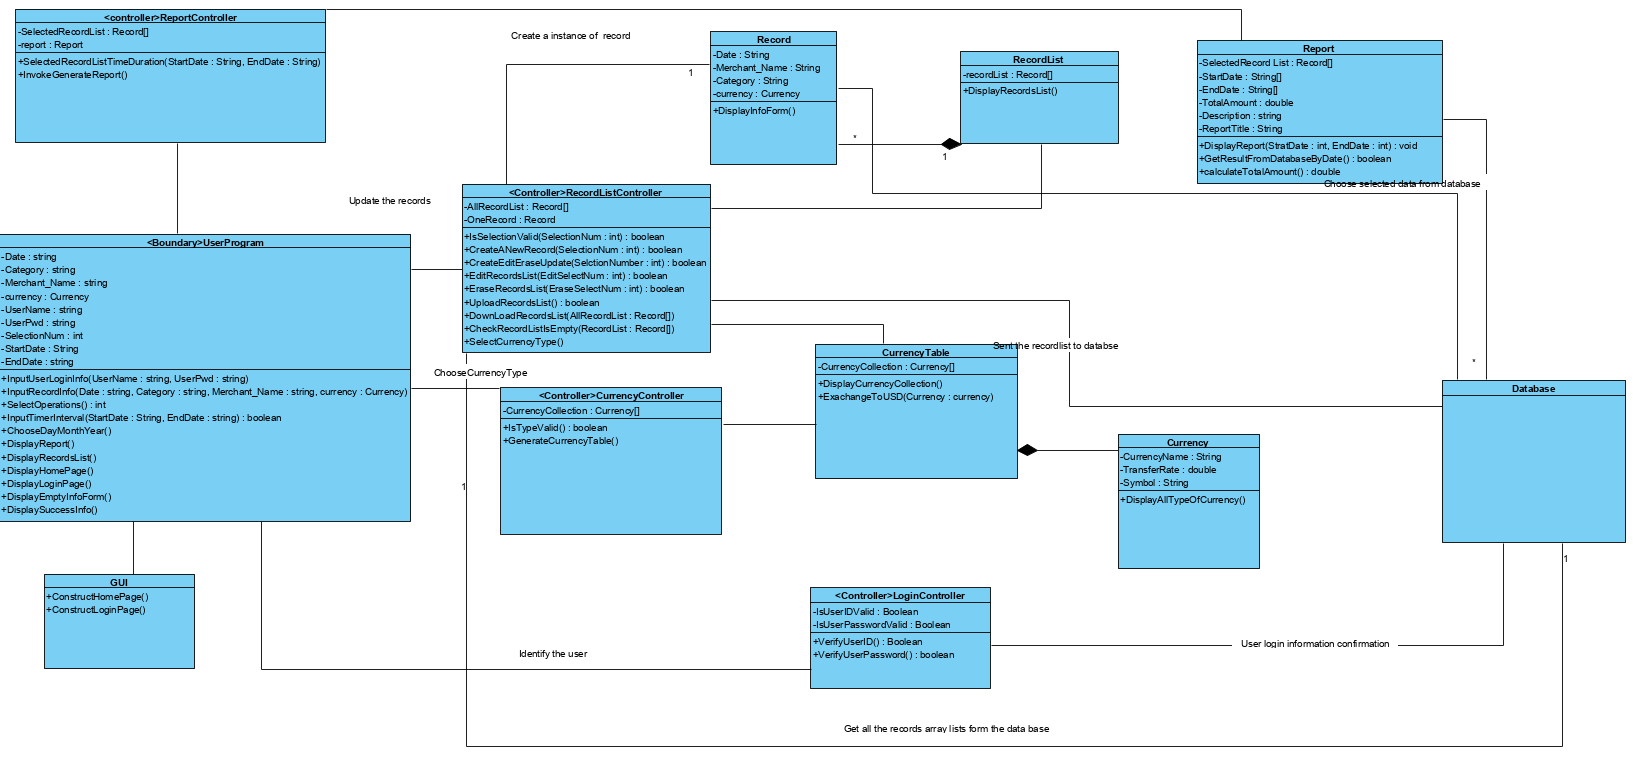 <controller>ReportController
-SelectedRecordList : Record[]
-report : Report
+SelectedRecordListTimeDuration(StartDate : String, EndDate : String)
+InvokeGenerateReport()
Create a instance of record
1
Record
-Date : String
-Merchant_Name : String
-Category : String
-currency : Currency
+DisplayInfoForm()
*
1
RecordList
-recordList : Record[]
+DisplayRecordsList()
Report
-SelectedRecord List : Record[]
-StartDate : String[]
-EndDate : String[]
-TotalAmount : double
-Description : string
-ReportTitle : String
+DisplayReport(StratDate : int, EndDate : int) : void
+GetResultFromDatabaseByDate() : boolean
+calculateTotalAmount() : double
Choose selected data from database
Update the records
<Controller>RecordListController
-AllRecordList : Record[]
-OneRecord : Record
+IsSelectionValid(SelectionNum : int) : boolean
+CreateANewRecord(SelectionNum : int) : boolean
+CreateEditEraseUpdate(SelctionNumber : int) : boolean
+EditRecordsList(EditSelectNum : int) : boolean
+EraseRecordsList(EraseSelectNum : int) : boolean
+UploadRecordsList() : boolean
+DownLoadRecordsList(AllRecordList : Record[])
+CheckRecordListIsEmpty(RecordList : Record[])
+SelectCurrencyType()
<Boundary>UserProgram
-Date : string
-Category : string
-Merchant_Name : string
-currency : Currency
-UserName : string
-UserPwd : string
-SelectionNum : int
-StartDate : String
-EndDate : string
+InputUserLoginInfo(UserName : string, UserPwd : string)
+InputRecordInfo(Date : string, Category : string, Merchant_Name : string, currency : Currency)
+SelectOperations() : int
+InputTimerInterval(StartDate : String, EndDate : string) : boolean
+ChooseDayMonthYear()
+DisplayReport()
+DisplayRecordsList()
+DisplayHomePage()
+DisplayLoginPage()
+DisplayEmptyInfoForm()
+DisplaySuccessInfo()
ChooseCurrencyType
<Controller>CurrencyController
-CurrencyCollection : Currency[]
+IsTypeValid() : boolean
+GenerateCurrencyTable()
1
Sent the recordlist to databse
CurrencyTable
-CurrencyCollection : Currency[]
+DisplayCurrencyCollection()
+ExachangeToUSD(Currency : currency)
Currency
-CurrencyName : String
-TransferRate : double
-Symbol : String
+DisplayAllTypeOfCurrency()
*
Database
1
GUI
+ConstructHomePage()
+ConstructLoginPage()
<Controller>LoginController
-IsUserIDValid : Boolean
-IsUserPasswordValid : Boolean
+VerifyUserID() : Boolean
+VerifyUserPassword() : boolean
User login information confirmation
Identify the user
Get all the records array lists form the data base